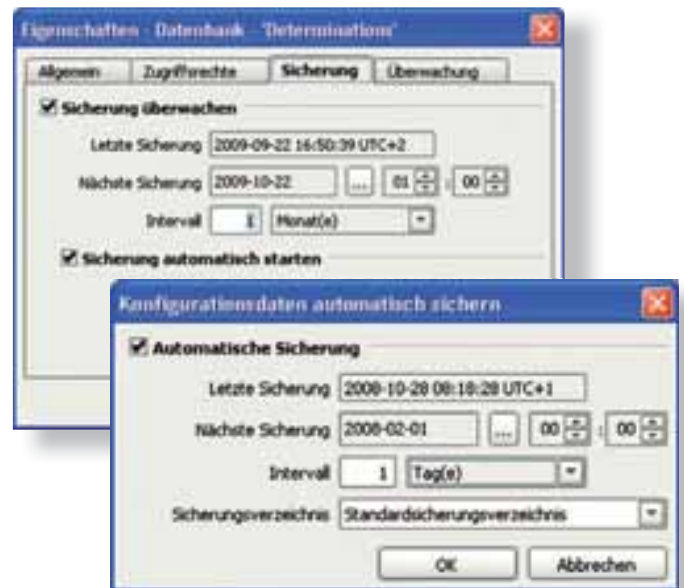 Eigenschaften - Datenbank - 'Determinations'
Allgemein Zugriffsrechte Sicherung Überwachung
Sicherung überwachen
Letzte Sicherung 2009-09-22 16:50:39 UTC+2
Nächste Sicherung 2009-10-22 ... 01 : 00
Intervall 1 Monat(e)
Sicherung automatisch starten
Konfigurationsdaten automatisch sichern
Automatische Sicherung
Letzte Sicherung 2008-10-28 08:18:28 UTC+1
Nächste Sicherung 2008-02-01 ... 00 : 00
Intervall 1 Tag(e)
Sicherungsverzeichnis Standardsicherungsverzeichnis
OK Abbrechen